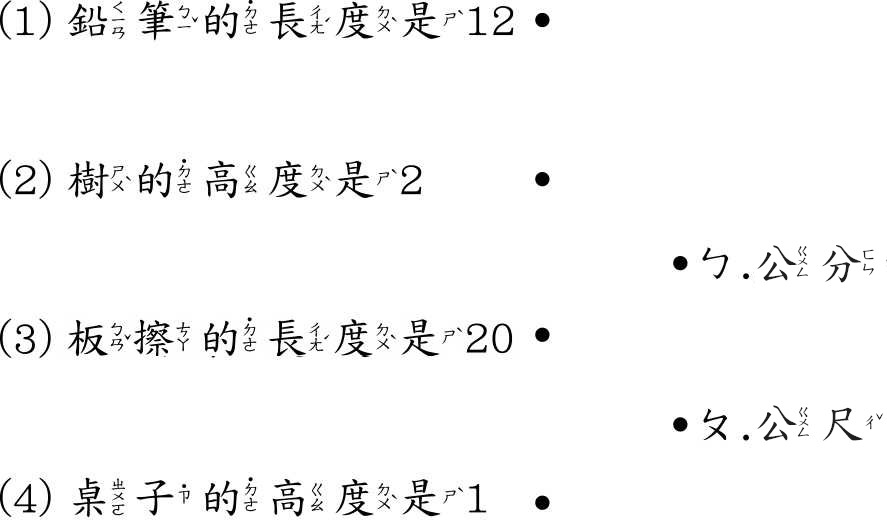 (1) 鉛筆的長度是12 •
(2) 樹的高度是2 •
• ㄅ.公分
(3) 板擦的長度是20 •
• ㄆ.公尺
(4) 桌子的高度是1 •